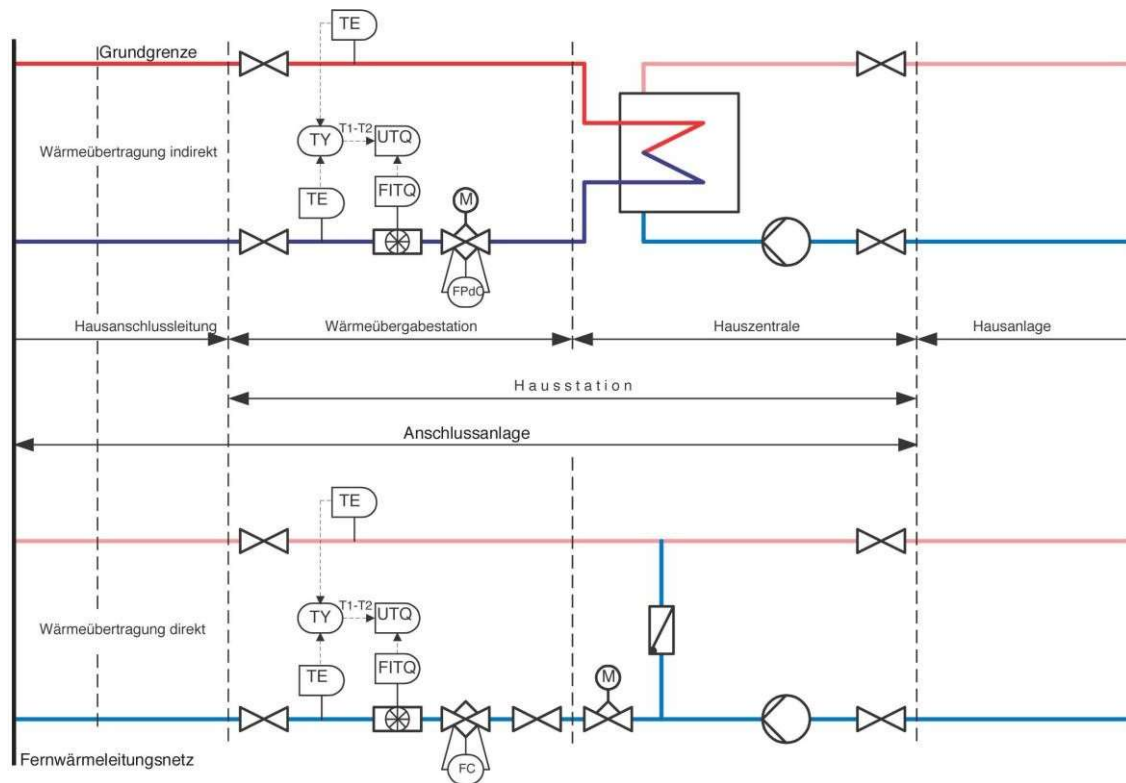 TE
Grundgrenze
TY
T1-T2
UTQ
Wärmeübertragung indirekt
TE
FITQ
M
FPdC
Hausanschlussleitung
Wärmeübergabestation
Hauszentrale
Hausanlage
Hausstation
Anschlussanlage
TE
TY
T1-T2
UTQ
Wärmeübertragung direkt
TE
FITQ
M
FC
Fernwärmeleitungsnetz